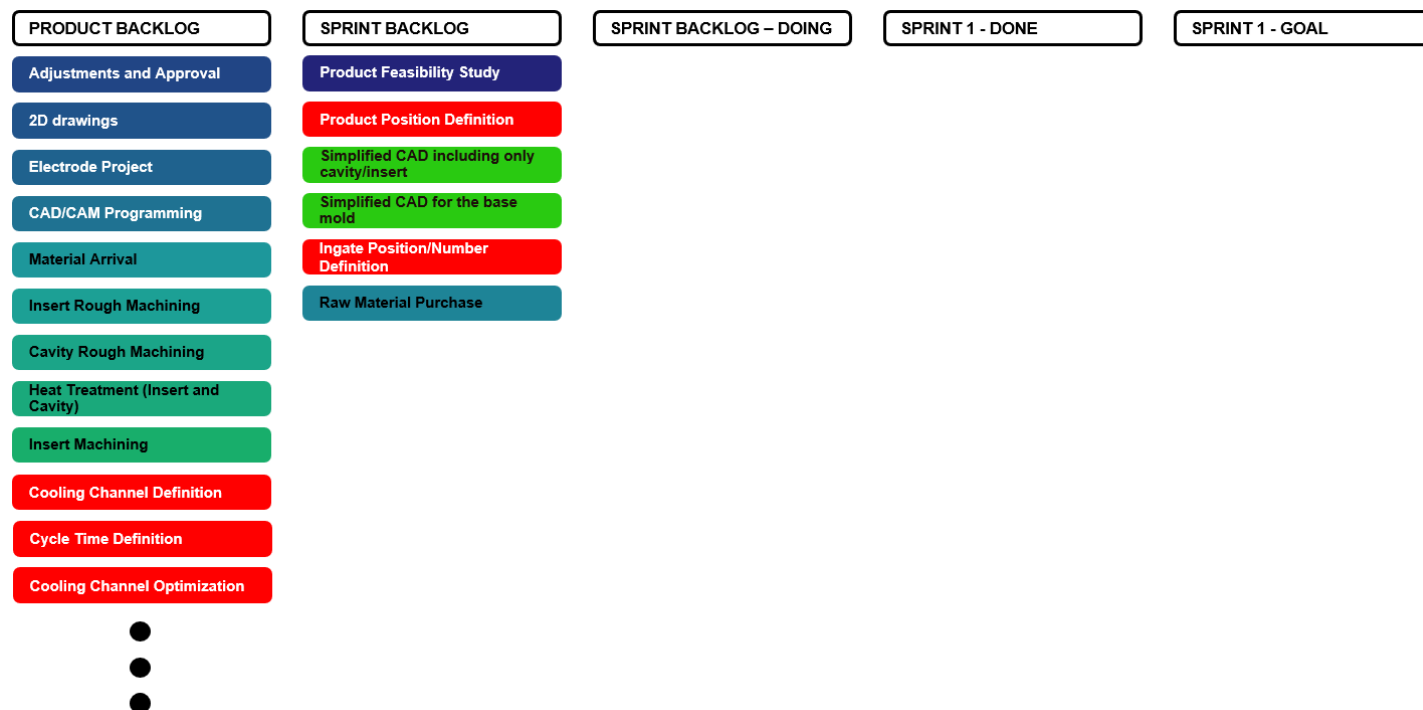 PRODUCT BACKLOG
Adjustments and Approval
2D drawings
Electrode Project
CAD/CAM Programming
Material Arrival
Insert Rough Machining
Cavity Rough Machining
Heat Treatment (Insert and
Cavity)
Insert Machining
Cooling Channel Definition
Cycle Time Definition
Cooling Channel Optimization
SPRINT BACKLOG
Product Feasibility Study
Product Position Definition
Simplified CAD including only
cavity/insert
Simplified CAD for the base
mold
Ingate Position/Number
Definition
Raw Material Purchase
SPRINT BACKLOG – DOING
SPRINT 1 - DONE
SPRINT 1 - GOAL